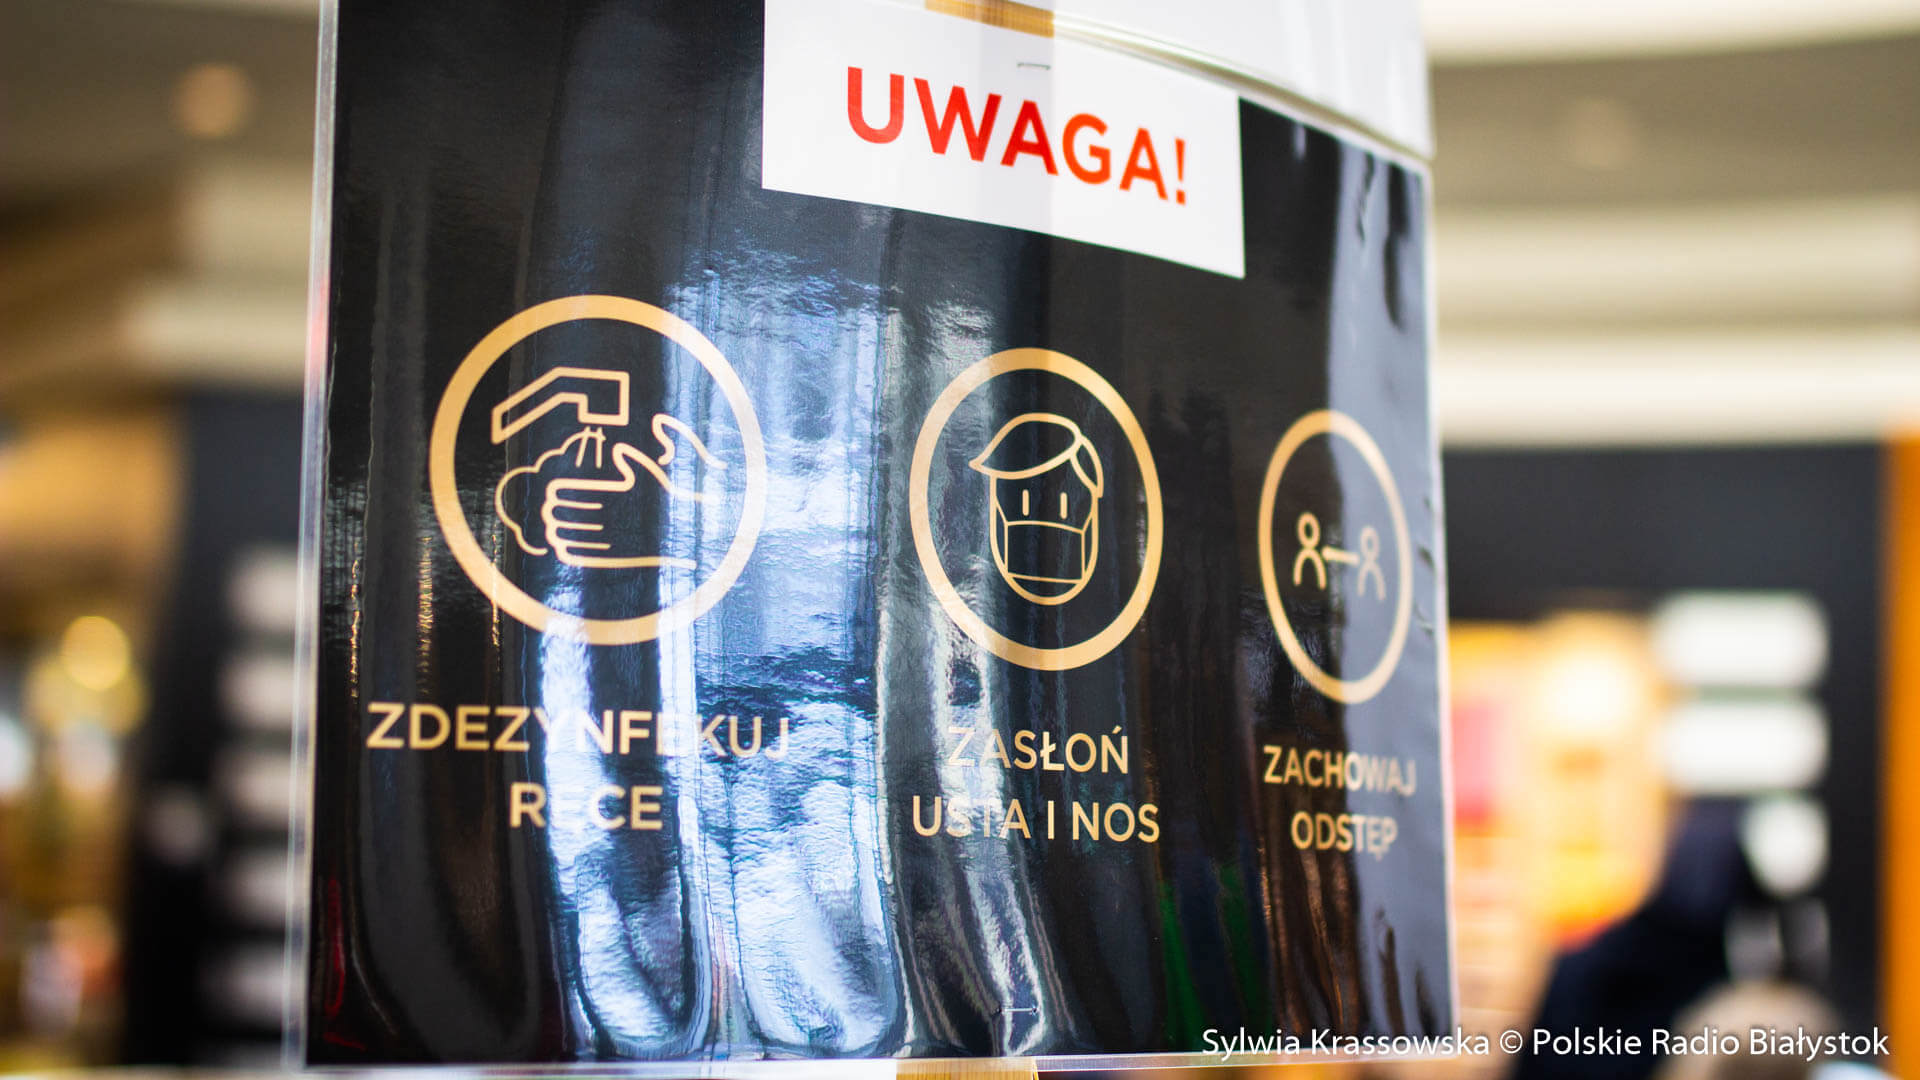 UWAGA!
ZDEZYNFEKUJ
RĘCE
ZASŁOŃ
USTA I NOS
ZACHOWAJ
ODSTĘP
Sylwia Krassowska © Polskie Radio Białystok